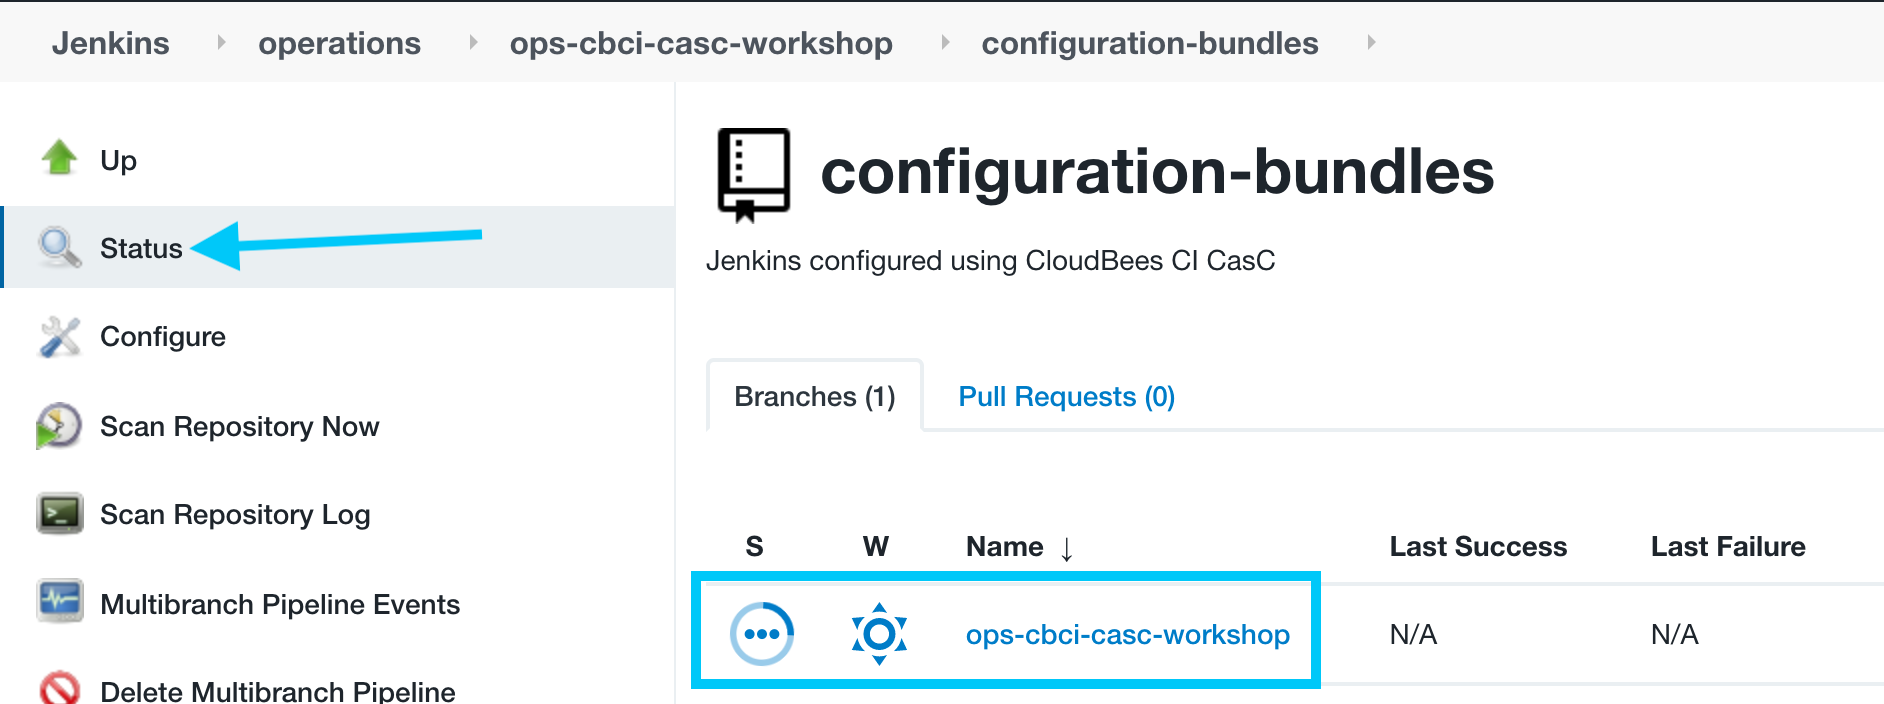 Jenkins operations ops-cbci-casc-workshop configuration-bundles
Up
Status
Configure
Scan Repository Now
Scan Repository Log
Multibranch Pipeline Events
Delete Multibranch Pipeline
configuration-bundles
Jenkins configured using CloudBees CI CasC
Branches (1) Pull Requests (0)
S W Name ↓ Last Success Last Failure
ops-cbci-casc-workshop N/A N/A